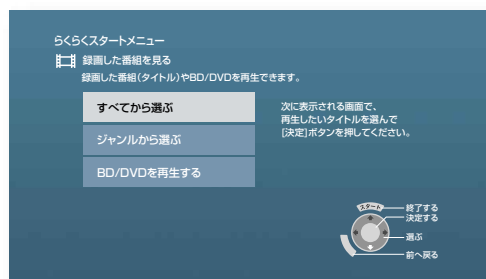 らくらくスタートメニュー
録画した番組を見る
録画した番組(タイトル)やBD/DVDを再生できます。
すべてから選ぶ
ジャンルから選ぶ
BD/DVDを再生する
次に表示される画面で、
再生したいタイトルを選んで
[決定]ボタンを押してください。
スタート
終了する
決定する
選ぶ
前へ戻る